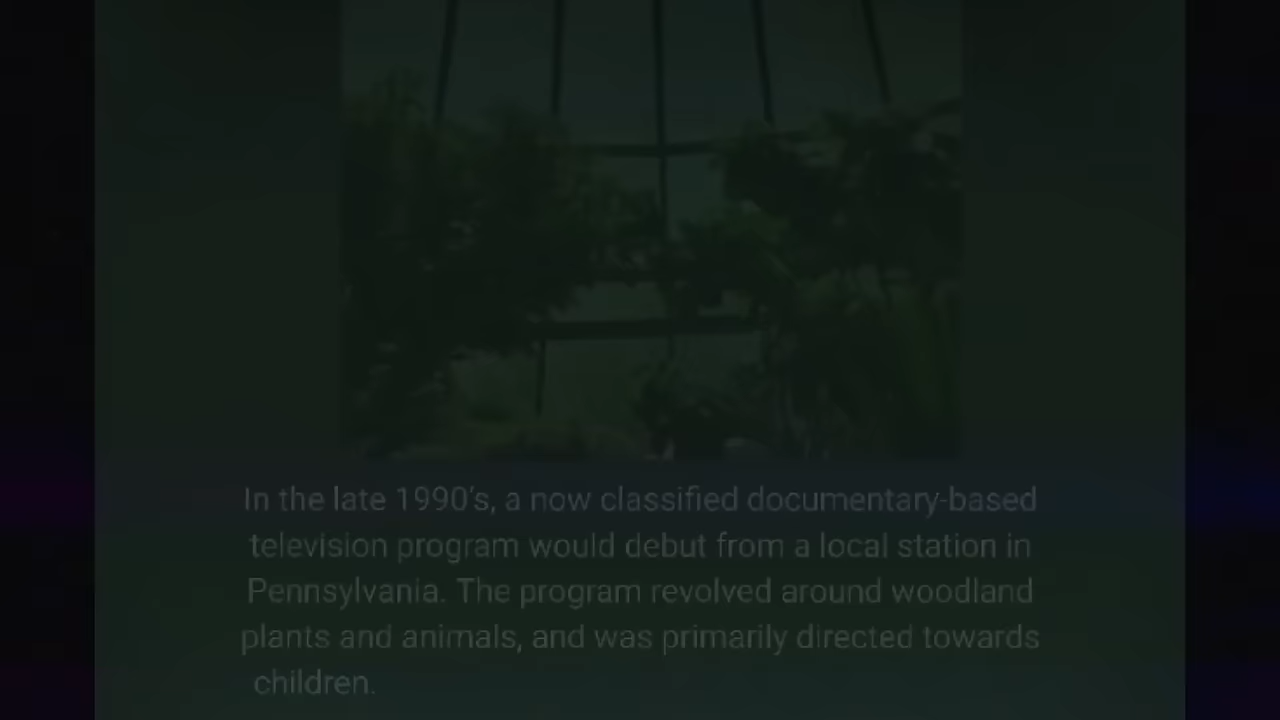 In the late 1990's, a now classified documentary-based
television program would debut from a local station in
Pennsylvania. The program revolved around woodland
plants and animals, and was primarily directed towards
children.